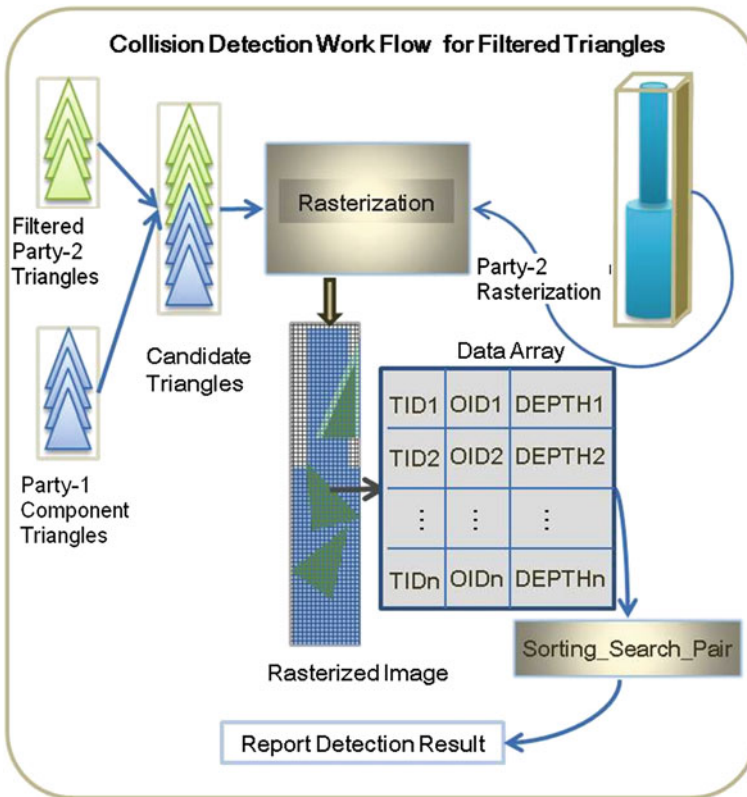 Collision Detection Work Flow for Filtered Triangles
Filtered
Party-2
Triangles
Rasterization
Party-2
Rasterization
Candidate
Triangles
Party-1
Component
Triangles
Data Array
TID1 OID1 DEPTH1
TID2 OID2 DEPTH2
⋮ ⋮ ⋮
TIDn OIDn DEPTHn
Rasterized Image
Sorting_Search_Pair
Report Detection Result